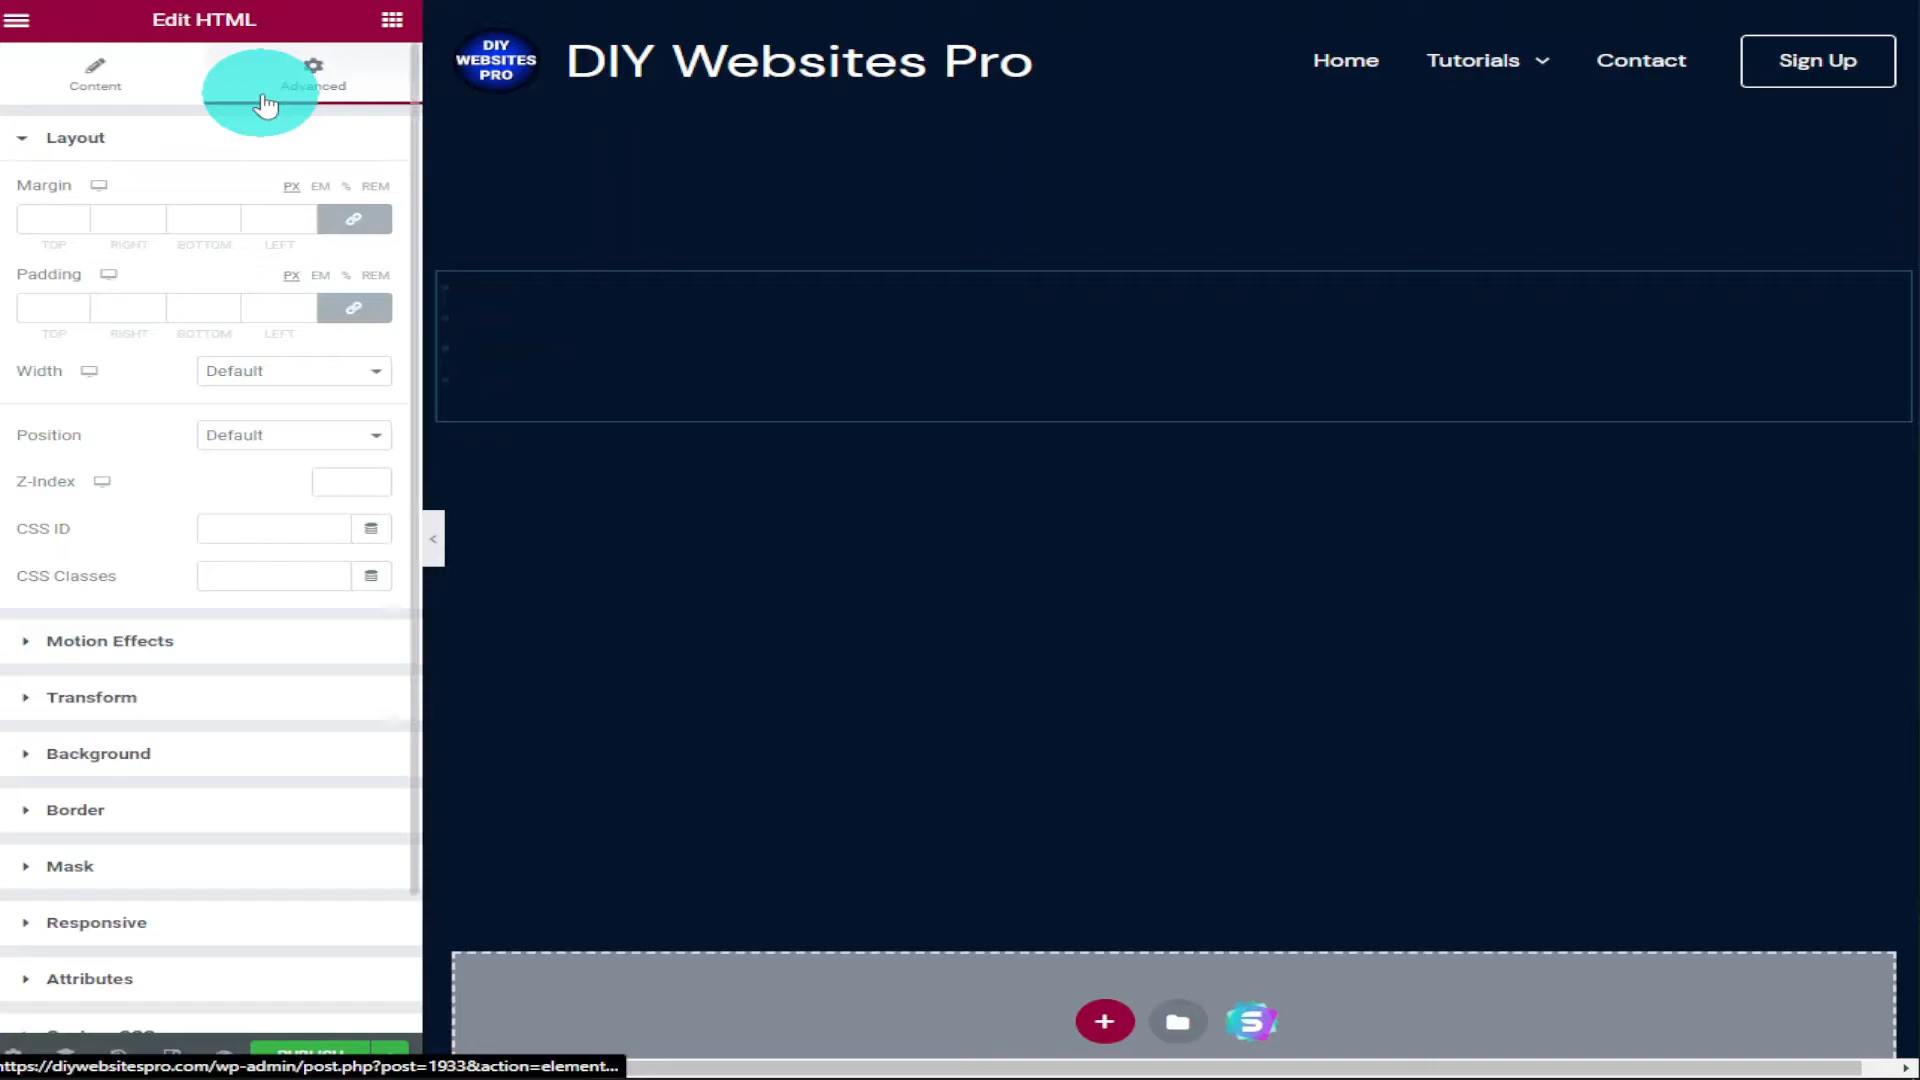 Edit HTML
Content
Advanced
Layout
Margin
PX EM % REM
TOP RIGHT BOTTOM LEFT
Padding
PX EM % REM
TOP RIGHT BOTTOM LEFT
Width
Default
Position
Default
Z-Index
CSS ID
CSS Classes
Motion Effects
Transform
Background
Border
Mask
Responsive
Attributes
PUBLISH
https://diywebsitespro.com/wp-admin/post.php?post=1933&action=element...
DIY
WEBSITES
PRO
DIY Websites Pro
Home
Tutorials
Contact
Sign Up